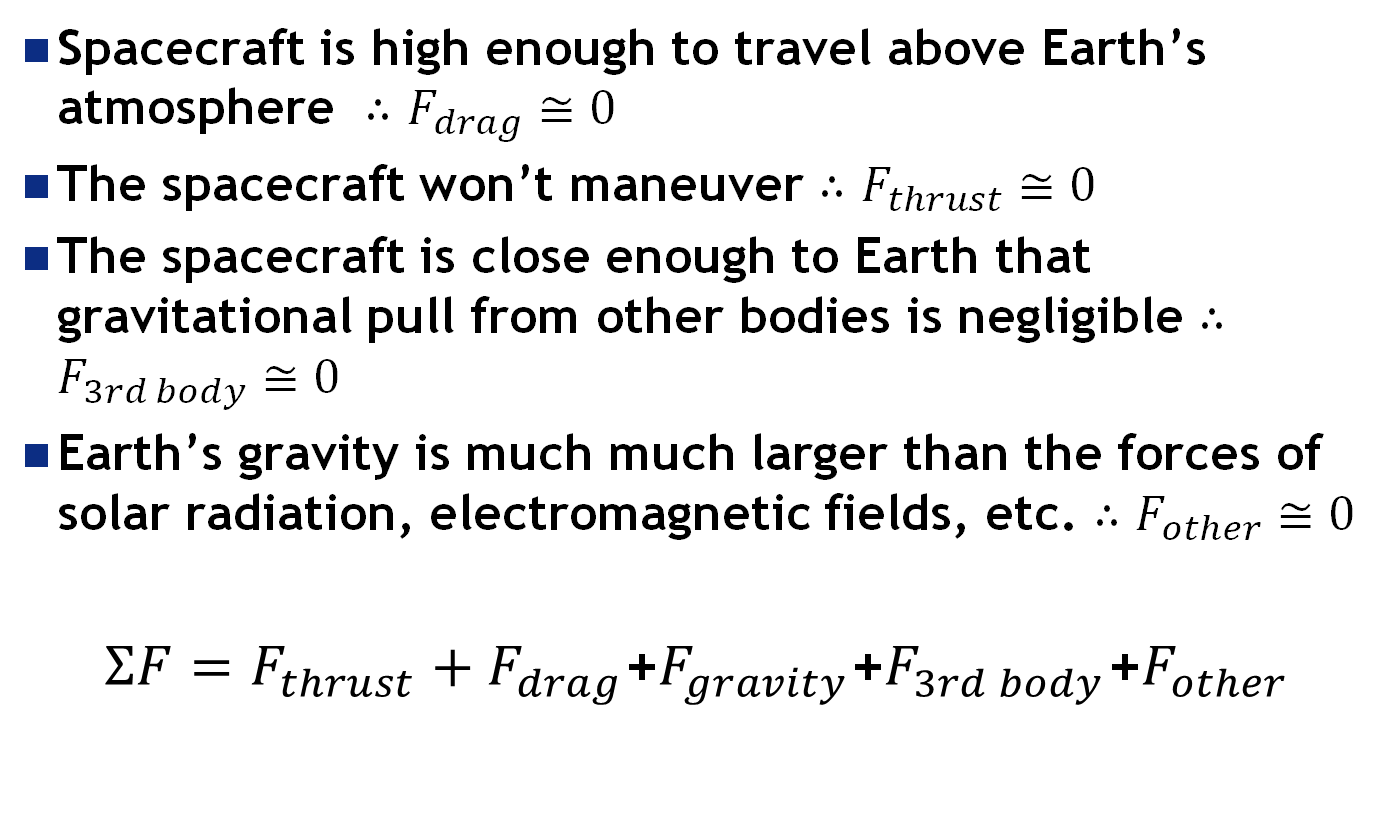 ■ Spacecraft is high enough to travel above Earth’s
atmosphere ∴ F_drag ≅ 0
■ The spacecraft won’t maneuver ∴ F_thrust ≅ 0
■ The spacecraft is close enough to Earth that
gravitational pull from other bodies is negligible ∴
F_3rd body ≅ 0
■ Earth’s gravity is much much larger than the forces of
solar radiation, electromagnetic fields, etc. ∴ F_other ≅ 0
ΣF = F_thrust + F_drag +F_gravity +F_3rd body +F_other